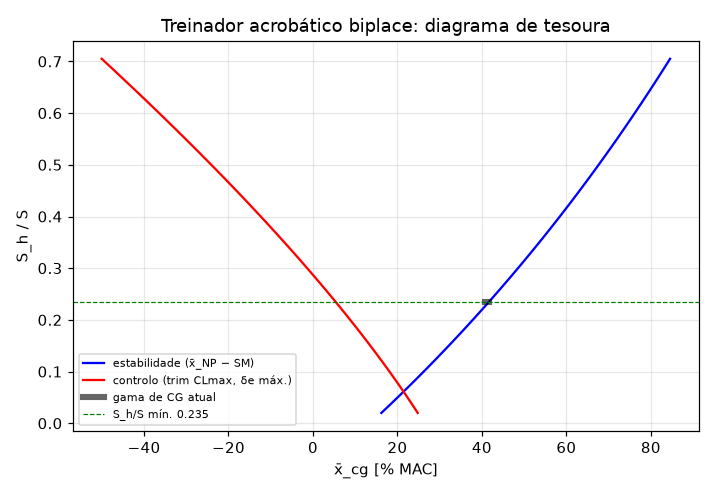 Treinador acrobático biplace: diagrama de tesoura
S_h / S
0.7
0.6
0.5
0.4
0.3
0.2
0.1
0.0
estabilidade (x̄_NP − SM)
controlo (trim CLmax, δe máx.)
gama de CG atual
S_h/S mín. 0.235
−40
−20
0
20
40
60
80
x̄_cg [% MAC]